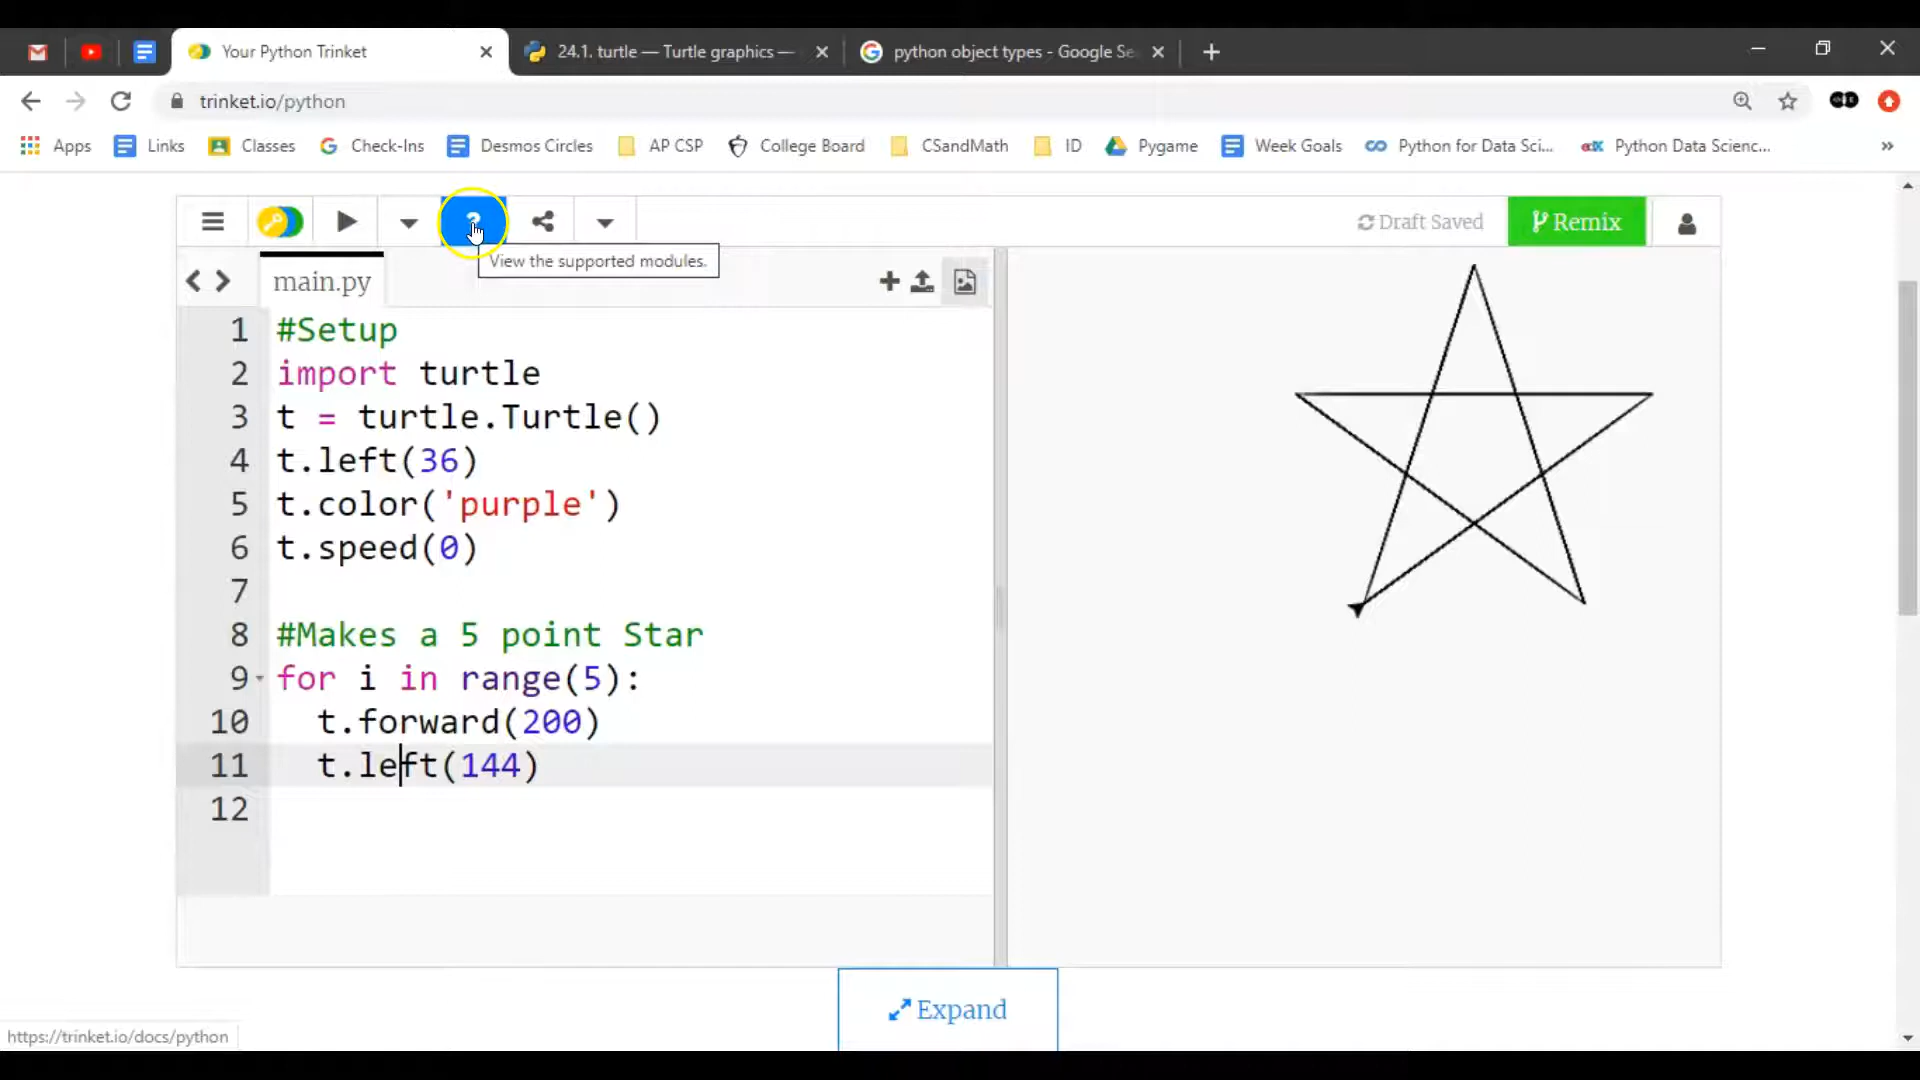 Your Python Trinket
24.1. turtle — Turtle graphics —
python object types - Google Se
trinket.io/python
Apps Links Classes Check-Ins Desmos Circles AP CSP College Board CSandMath ID Pygame Week Goals Python for Data Sci... edX Python Data Scienc... »
? Draft Saved Remix
View the supported modules.
main.py
1 #Setup
2 import turtle
3 t = turtle.Turtle()
4 t.left(36)
5 t.color('purple')
6 t.speed(0)
7
8 #Makes a 5 point Star
9 for i in range(5):
10 t.forward(200)
11 t.left(144)
12
Expand
https://trinket.io/docs/python